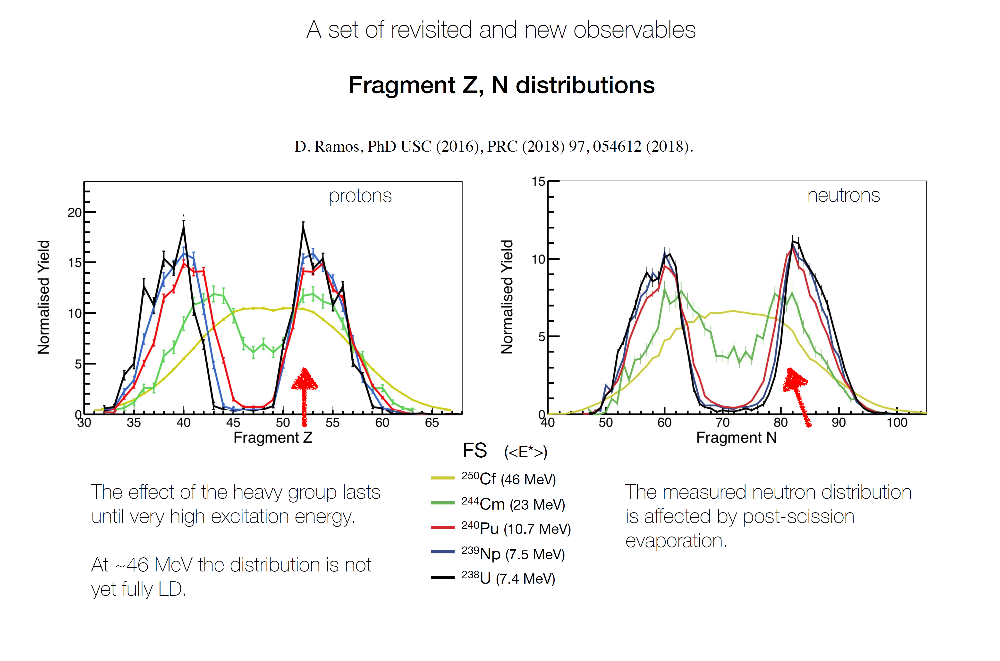 A set of revisited and new observables
Fragment Z, N distributions
D. Ramos, PhD USC (2016), PRC (2018) 97, 054612 (2018).
protons
20
15
10
5
0
30 35 40 45 50 55 60 65
Normalised Yield
Fragment Z
neutrons
15
10
5
0
40 50 60 70 80 90 100
Normalised Yield
Fragment N
FS (<E*>)
250Cf (46 MeV)
244Cm (23 MeV)
240Pu (10.7 MeV)
239Np (7.5 MeV)
238U (7.4 MeV)
The effect of the heavy group lasts
until very high excitation energy.
At ~46 MeV the distribution is not
yet fully LD.
The measured neutron distribution
is affected by post-scission
evaporation.